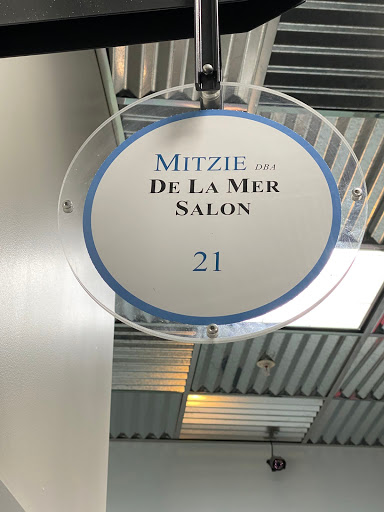 MITZIE DBA
DE LA MER
SALON
21